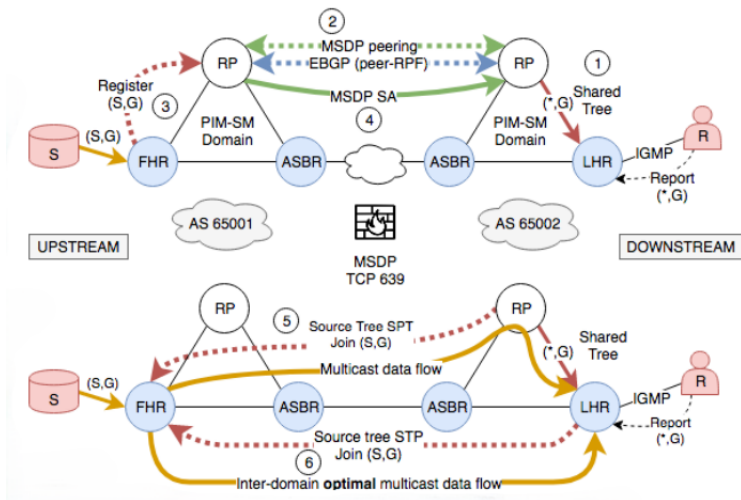 2
MSDP peering
EBGP (peer-RPF)
RP
RP
1
Register
(S,G)
3
MSDP SA
(*,G)
Shared
Tree
4
PIM-SM
Domain
PIM-SM
Domain
(S,G)
S
FHR
ASBR
ASBR
LHR
IGMP
R
Report
(*,G)
AS 65001
AS 65002
UPSTREAM
DOWNSTREAM
MSDP
TCP 639
RP
RP
5
Source Tree SPT
Join (S,G)
(*,G)
Shared
Tree
Multicast data flow
(S,G)
S
FHR
ASBR
ASBR
LHR
IGMP
R
Report
(*,G)
Source tree STP
Join (S,G)
6
Inter-domain optimal multicast data flow